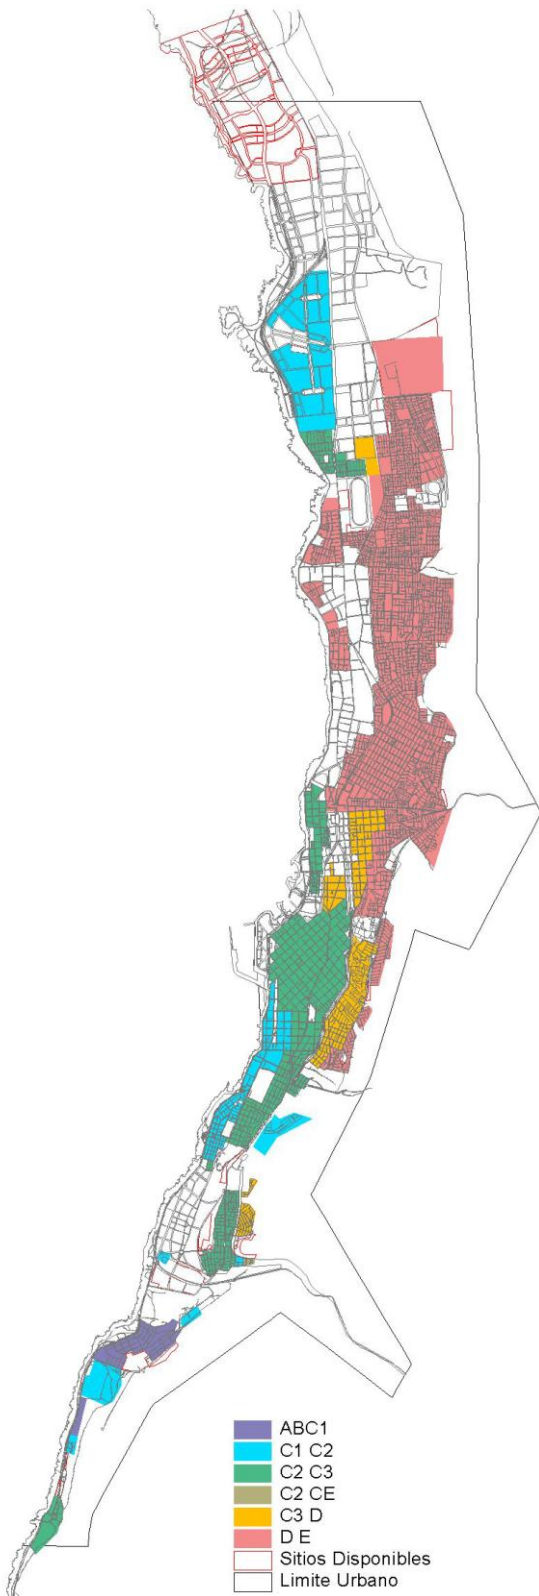 ABC1
C1 C2
C2 C3
C2 CE
C3 D
D E
Sitios Disponibles
Limite Urbano